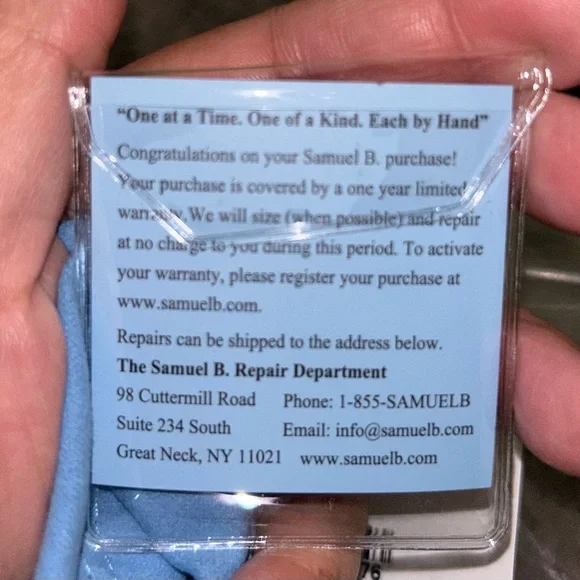 “One at a Time. One of a Kind. Each by Hand”
Congratulations on your Samuel B. purchase!
Your purchase is covered by a one year limited
warranty. We will size (when possible) and repair
at no charge to you during this period. To activate
your warranty, please register your purchase at
www.samuelb.com.
Repairs can be shipped to the address below.
The Samuel B. Repair Department
98 Cuttermill Road Phone: 1-855-SAMUELB
Suite 234 South Email: info@samuelb.com
Great Neck, NY 11021 www.samuelb.com
76